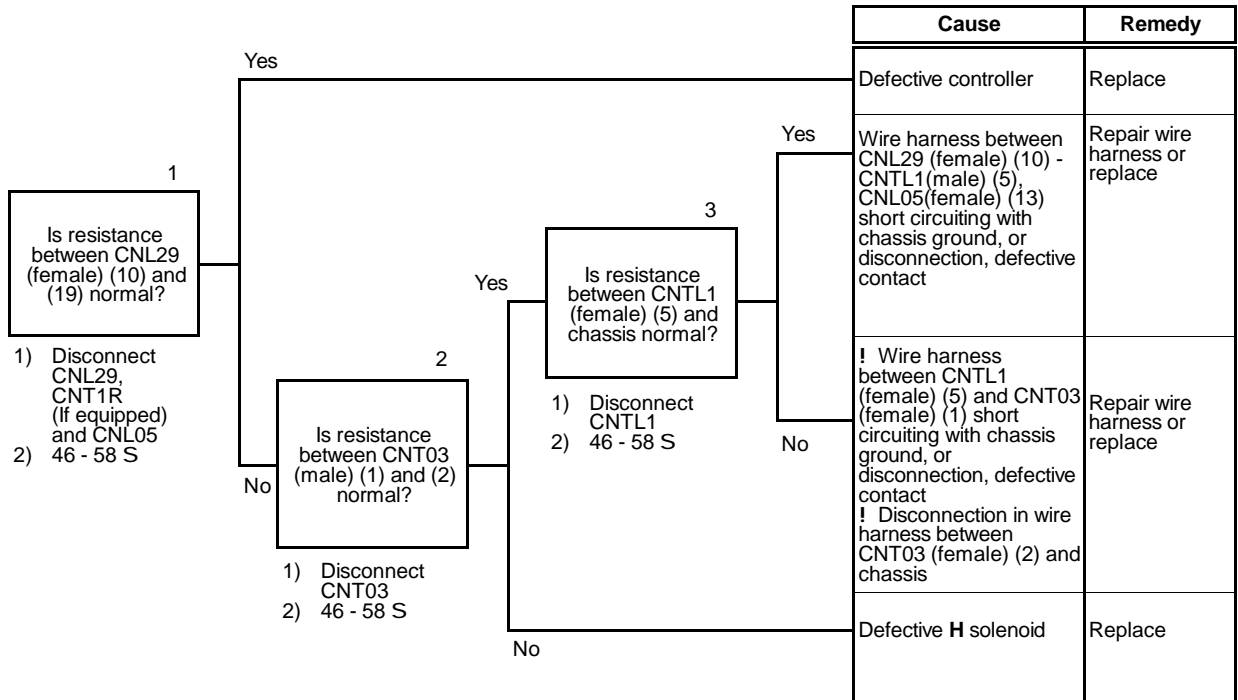 Cause Remedy
Yes
Defective controller
Replace
Yes
Wire harness between
CNL29 (female) (10) -
CNTL1(male) (5),
CNL05(female) (13)
short circuiting with
chassis ground, or
disconnection, defective
contact
Repair wire
harness or
replace
1
Is resistance
between CNL29
(female) (10) and
(19) normal?
1) Disconnect
CNL29,
CNT1R
(If equipped)
and CNL05
2) 46 - 58 S
No
2
Is resistance
between CNT03
(male) (1) and (2)
normal?
1) Disconnect
CNT03
2) 46 - 58 S
Yes
3
Is resistance
between CNTL1
(female) (5) and
chassis normal?
1) Disconnect
CNTL1
2) 46 - 58 S
No
! Wire harness
between CNTL1
(female) (5) and CNT03
(female) (1) short
circuiting with chassis
ground, or
disconnection, defective
contact
! Disconnection in wire
harness between
CNT03 (female) (2) and
chassis
Repair wire
harness or
replace
No
Defective H solenoid
Replace